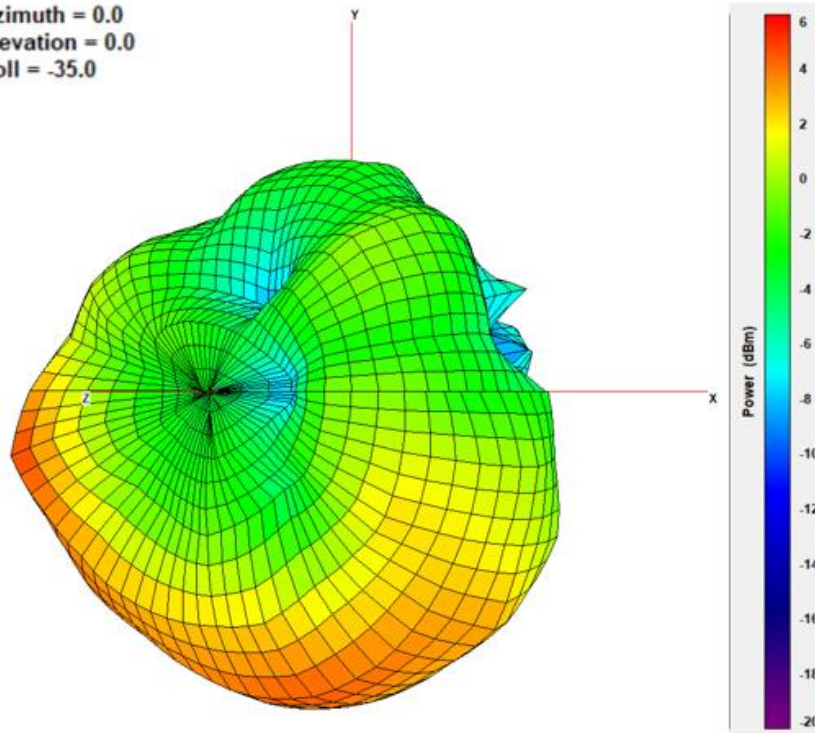 zimuth = 0.0
evation = 0.0
oll = -35.0
Y
Z
X
Power (dBm)
6
4
2
0
-2
-4
-6
-8
-10
-12
-14
-16
-18
-20